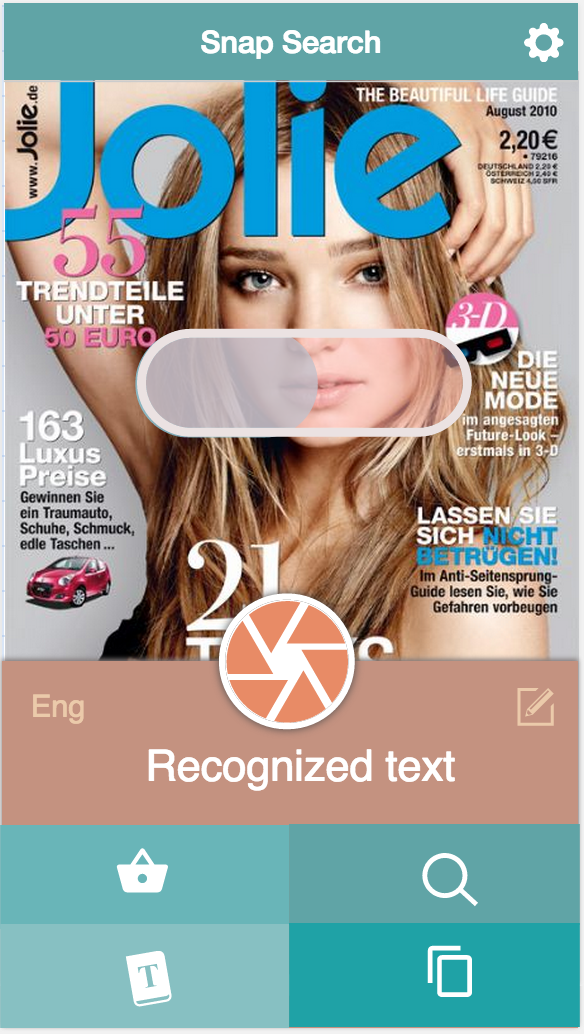 Snap Search
www.Jolie.de
Jolie
THE BEAUTIFUL LIFE GUIDE
August 2010
2,20 €
• 79216
DEUTSCHLAND 2,20 €
ÖSTERREICH 2,40 €
SCHWEIZ 4,00 SFR
55
TRENDTEILE
UNTER
50 EURO
3-D
DIE
NEUE
MODE
im angesagten
Future-Look –
erstmals in 3-D
163
Luxus
Preise
Gewinnen Sie
ein Traumauto,
Schuhe, Schmuck,
edle Taschen ...
LASSEN SIE
SICH NICHT
BETRÜGEN!
Im Anti-Seitensprung-
Guide lesen Sie, wie Sie
Gefahren vorbeugen
21
Eng
Recognized text
T